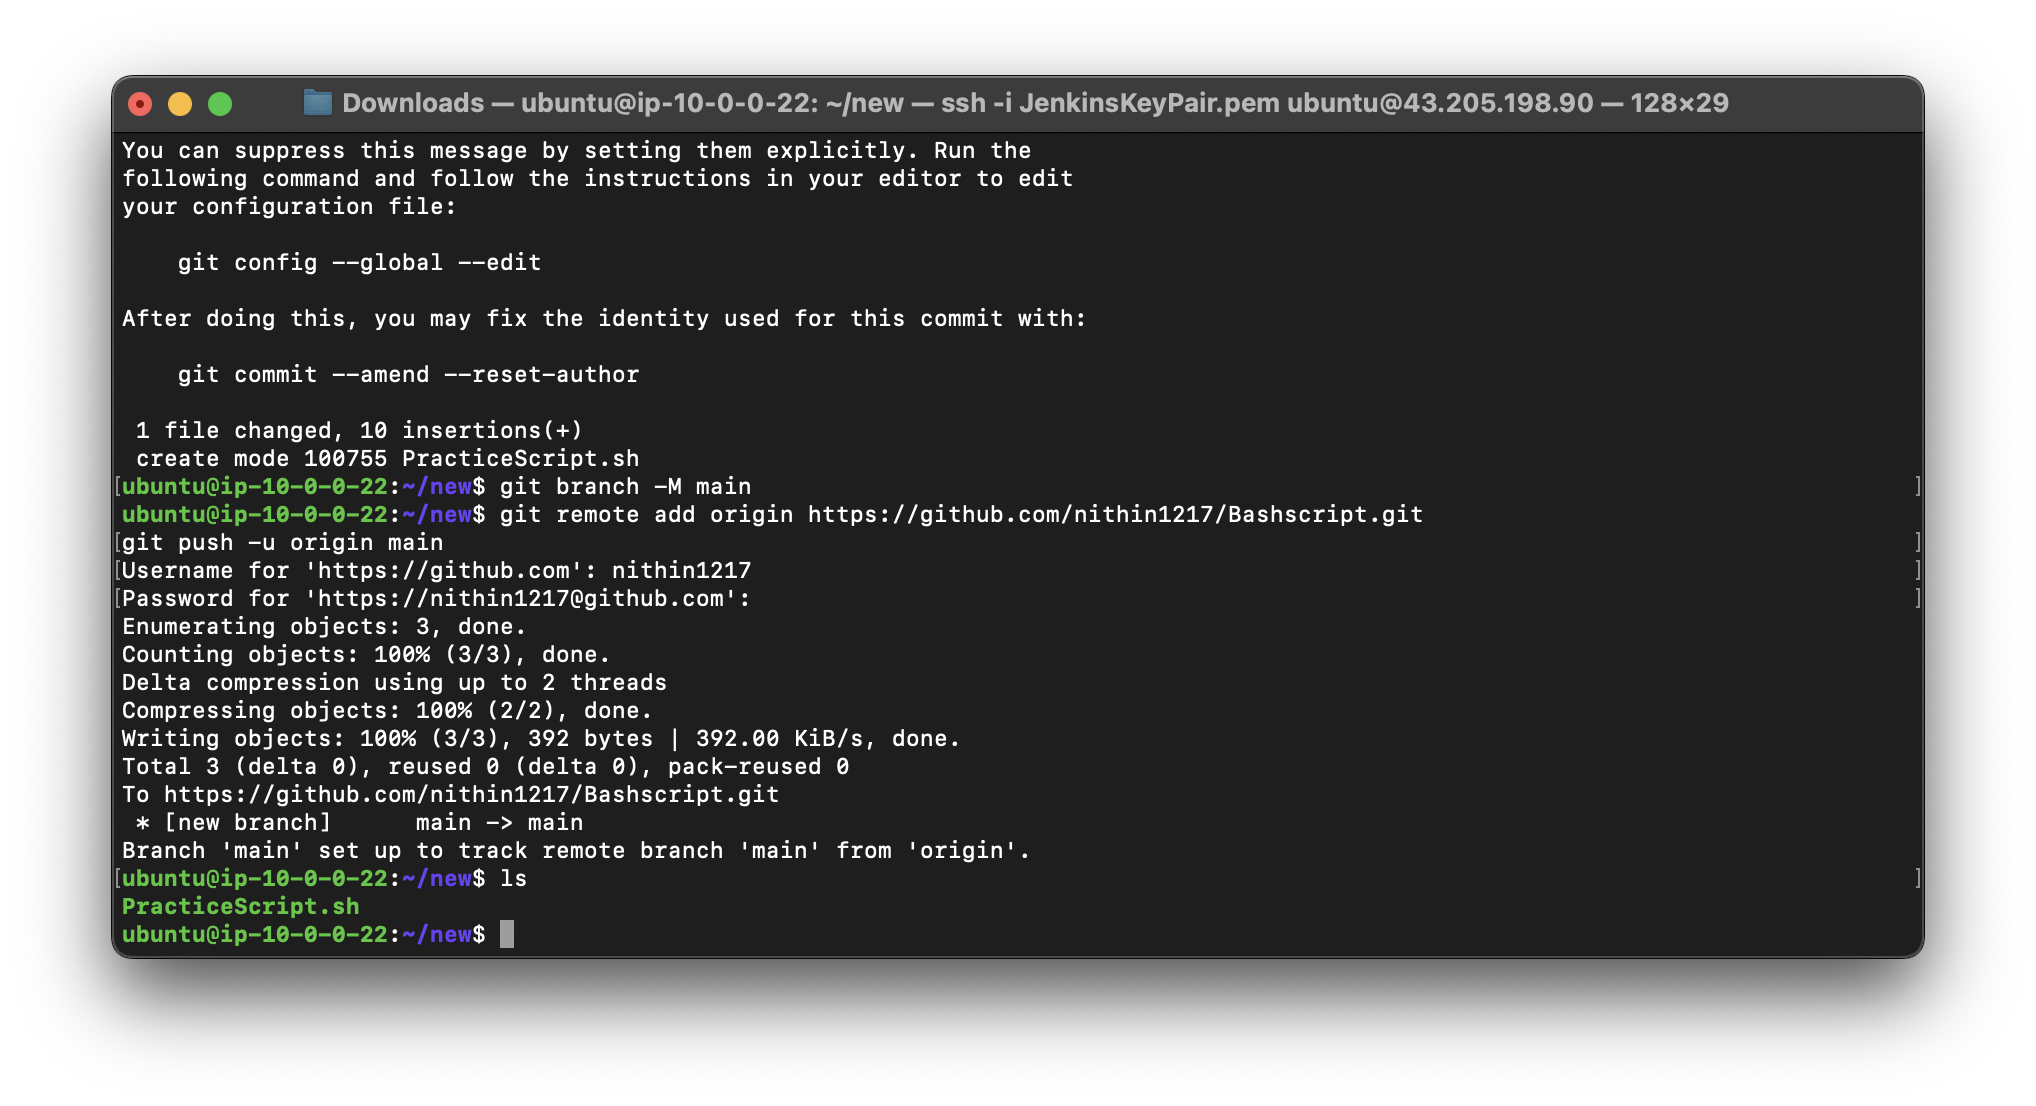 Downloads — ubuntu@ip-10-0-0-22: ~/new — ssh -i JenkinsKeyPair.pem ubuntu@43.205.198.90 — 128×29
You can suppress this message by setting them explicitly. Run the
following command and follow the instructions in your editor to edit
your configuration file:
    git config --global --edit
After doing this, you may fix the identity used for this commit with:
    git commit --amend --reset-author
 1 file changed, 10 insertions(+)
 create mode 100755 PracticeScript.sh
[ubuntu@ip-10-0-0-22:~/new$ git branch -M main ]
ubuntu@ip-10-0-0-22:~/new$ git remote add origin https://github.com/nithin1217/Bashscript.git
[git push -u origin main ]
[Username for 'https://github.com': nithin1217 ]
[Password for 'https://nithin1217@github.com': ]
Enumerating objects: 3, done.
Counting objects: 100% (3/3), done.
Delta compression using up to 2 threads
Compressing objects: 100% (2/2), done.
Writing objects: 100% (3/3), 392 bytes | 392.00 KiB/s, done.
Total 3 (delta 0), reused 0 (delta 0), pack-reused 0
To https://github.com/nithin1217/Bashscript.git
 * [new branch]      main -> main
Branch 'main' set up to track remote branch 'main' from 'origin'.
[ubuntu@ip-10-0-0-22:~/new$ ls ]
PracticeScript.sh
ubuntu@ip-10-0-0-22:~/new$